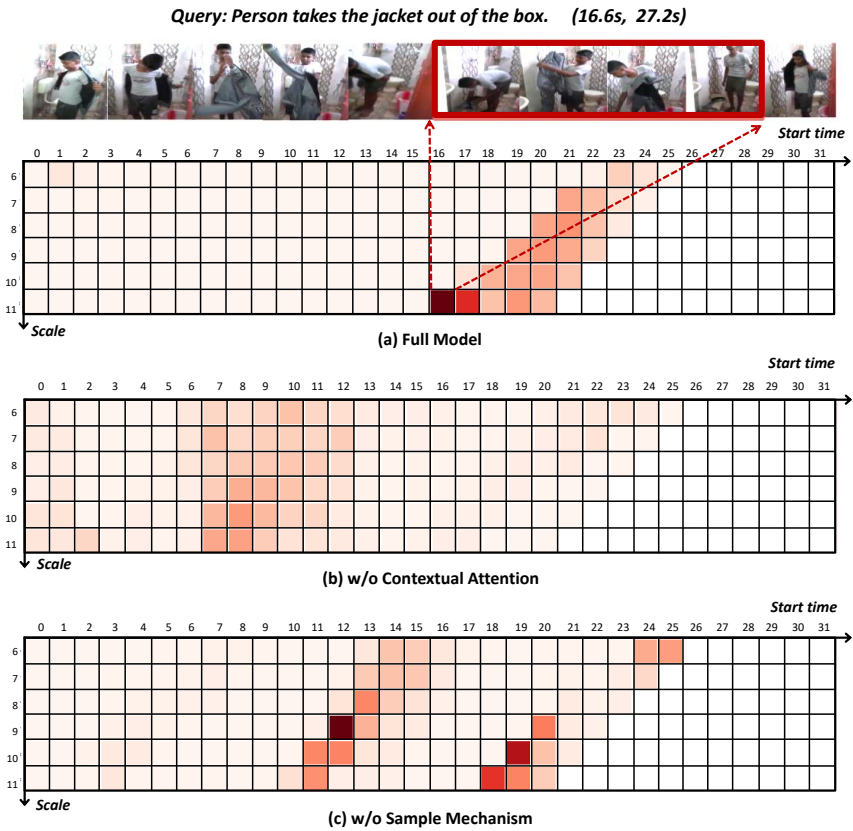 Query: Person takes the jacket out of the box. (16.6s, 27.2s)
Start time
0 1 2 3 4 5 6 7 8 9 10 11 12 13 14 15 16 17 18 19 20 21 22 23 24 25 26 27 28 29 30 31
6
7
8
9
10
11
Scale
(a) Full Model
Start time
0 1 2 3 4 5 6 7 8 9 10 11 12 13 14 15 16 17 18 19 20 21 22 23 24 25 26 27 28 29 30 31
6
7
8
9
10
11
Scale
(b) w/o Contextual Attention
Start time
0 1 2 3 4 5 6 7 8 9 10 11 12 13 14 15 16 17 18 19 20 21 22 23 24 25 26 27 28 29 30 31
6
7
8
9
10
11
Scale
(c) w/o Sample Mechanism